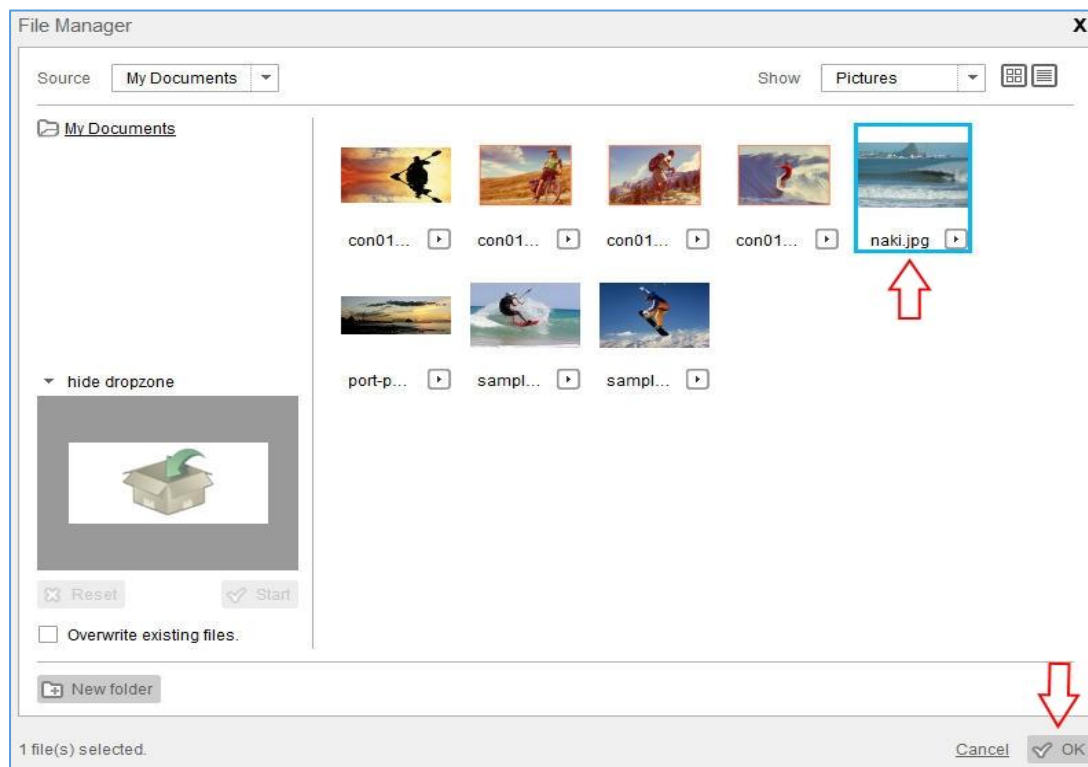 File Manager X
Source My Documents Show Pictures
My Documents
con01... con01... con01... con01... naki.jpg
hide dropzone
port-p... sampl... sampl...
Reset Start
Overwrite existing files.
New folder
1 file(s) selected. Cancel OK